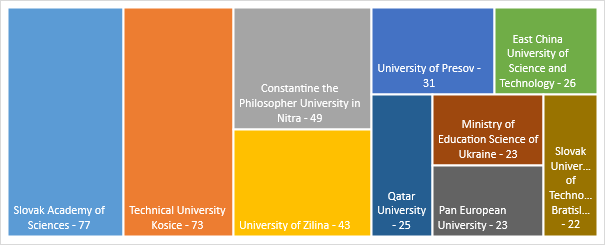 Slovak Academy of
Sciences - 77
Technical University
Kosice - 73
Constantine the
Philosopher University in
Nitra - 49
University of Zilina - 43
University of Presov -
31
East China
University of
Science and
Technology - 26
Qatar
University
- 25
Ministry of
Education Science of
Ukraine - 23
Pan European
University - 23
Slovak
Univer...
of
Techno...
Bratisl...
- 22